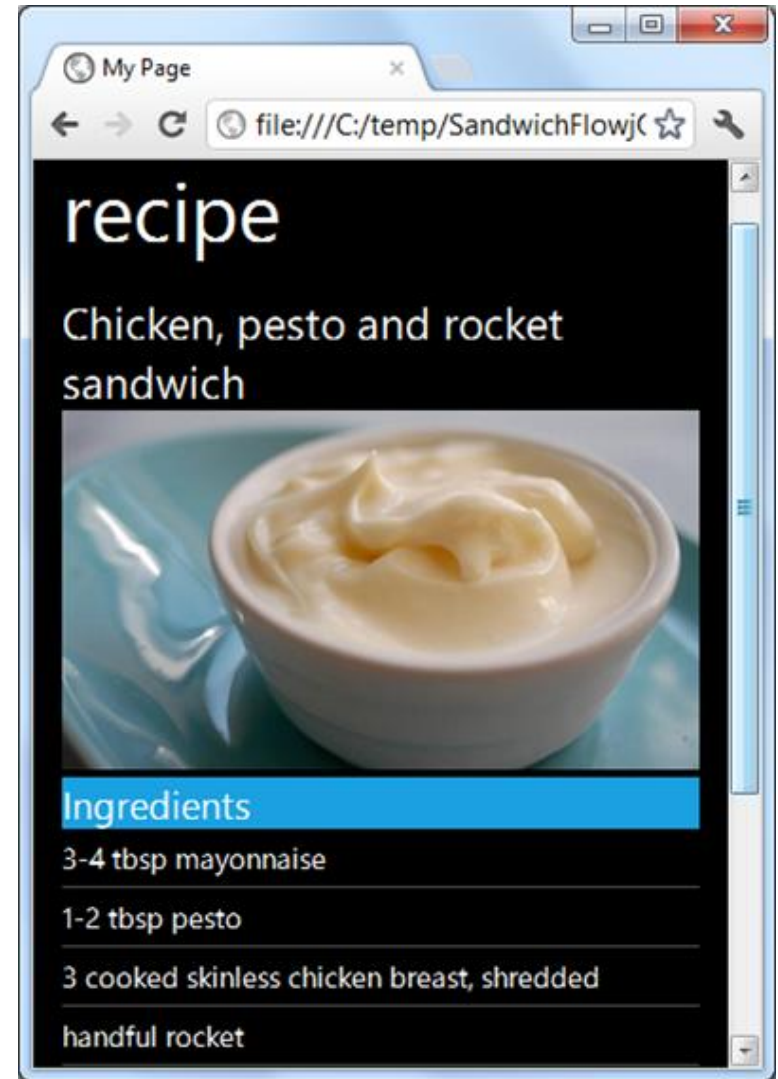 My Page
file:///C:/temp/SandwichFlowj
recipe
Chicken, pesto and rocket
sandwich
Ingredients
3-4 tbsp mayonnaise
1-2 tbsp pesto
3 cooked skinless chicken breast, shredded
handful rocket